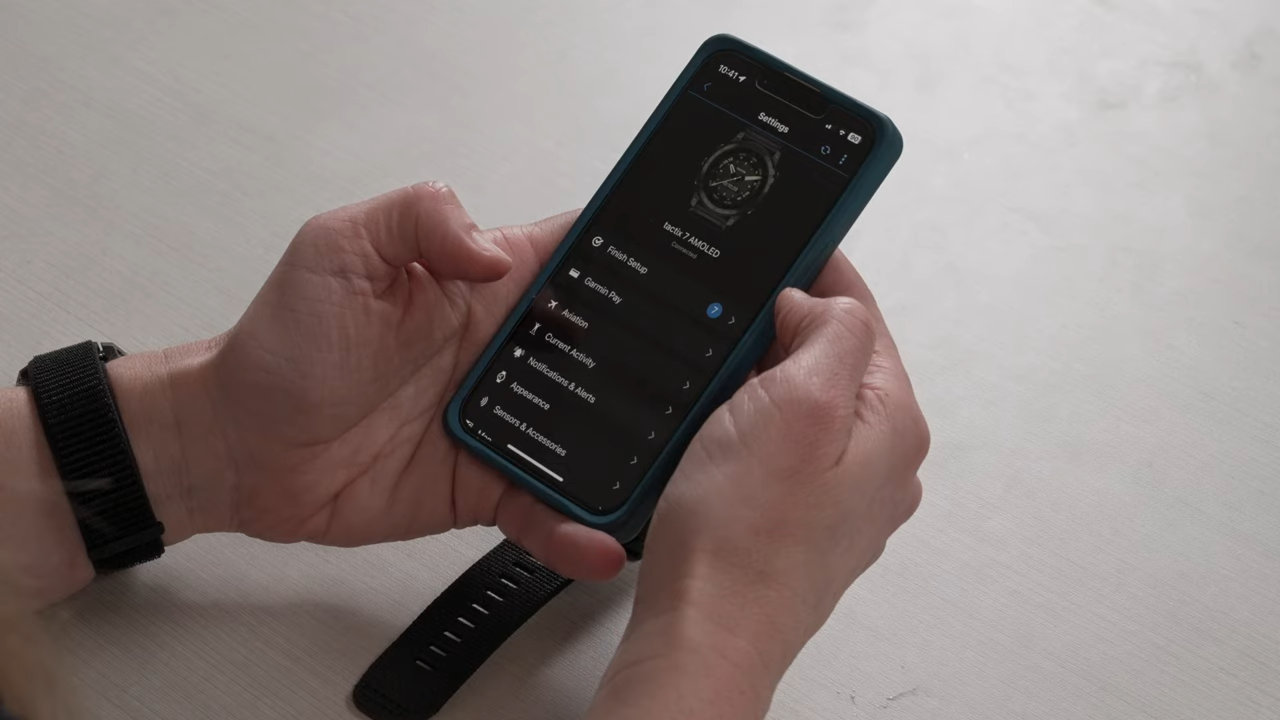 10:41
Settings
tactix 7 AMOLED
Connected
Finish Setup
7
Garmin Pay
Aviation
Current Activity
Notifications & Alerts
Appearance
Sensors & Accessories